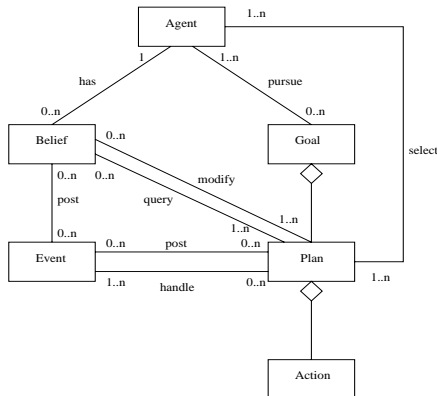 Agent
1..n
1
1..n
has
pursue
0..n
0..n
Belief
0..n
Goal
select
0..n
0..n
modify
post
query
1..n
1..n
0..n
0..n
post
0..n
Event
Plan
1..n
1..n
handle
0..n
Action